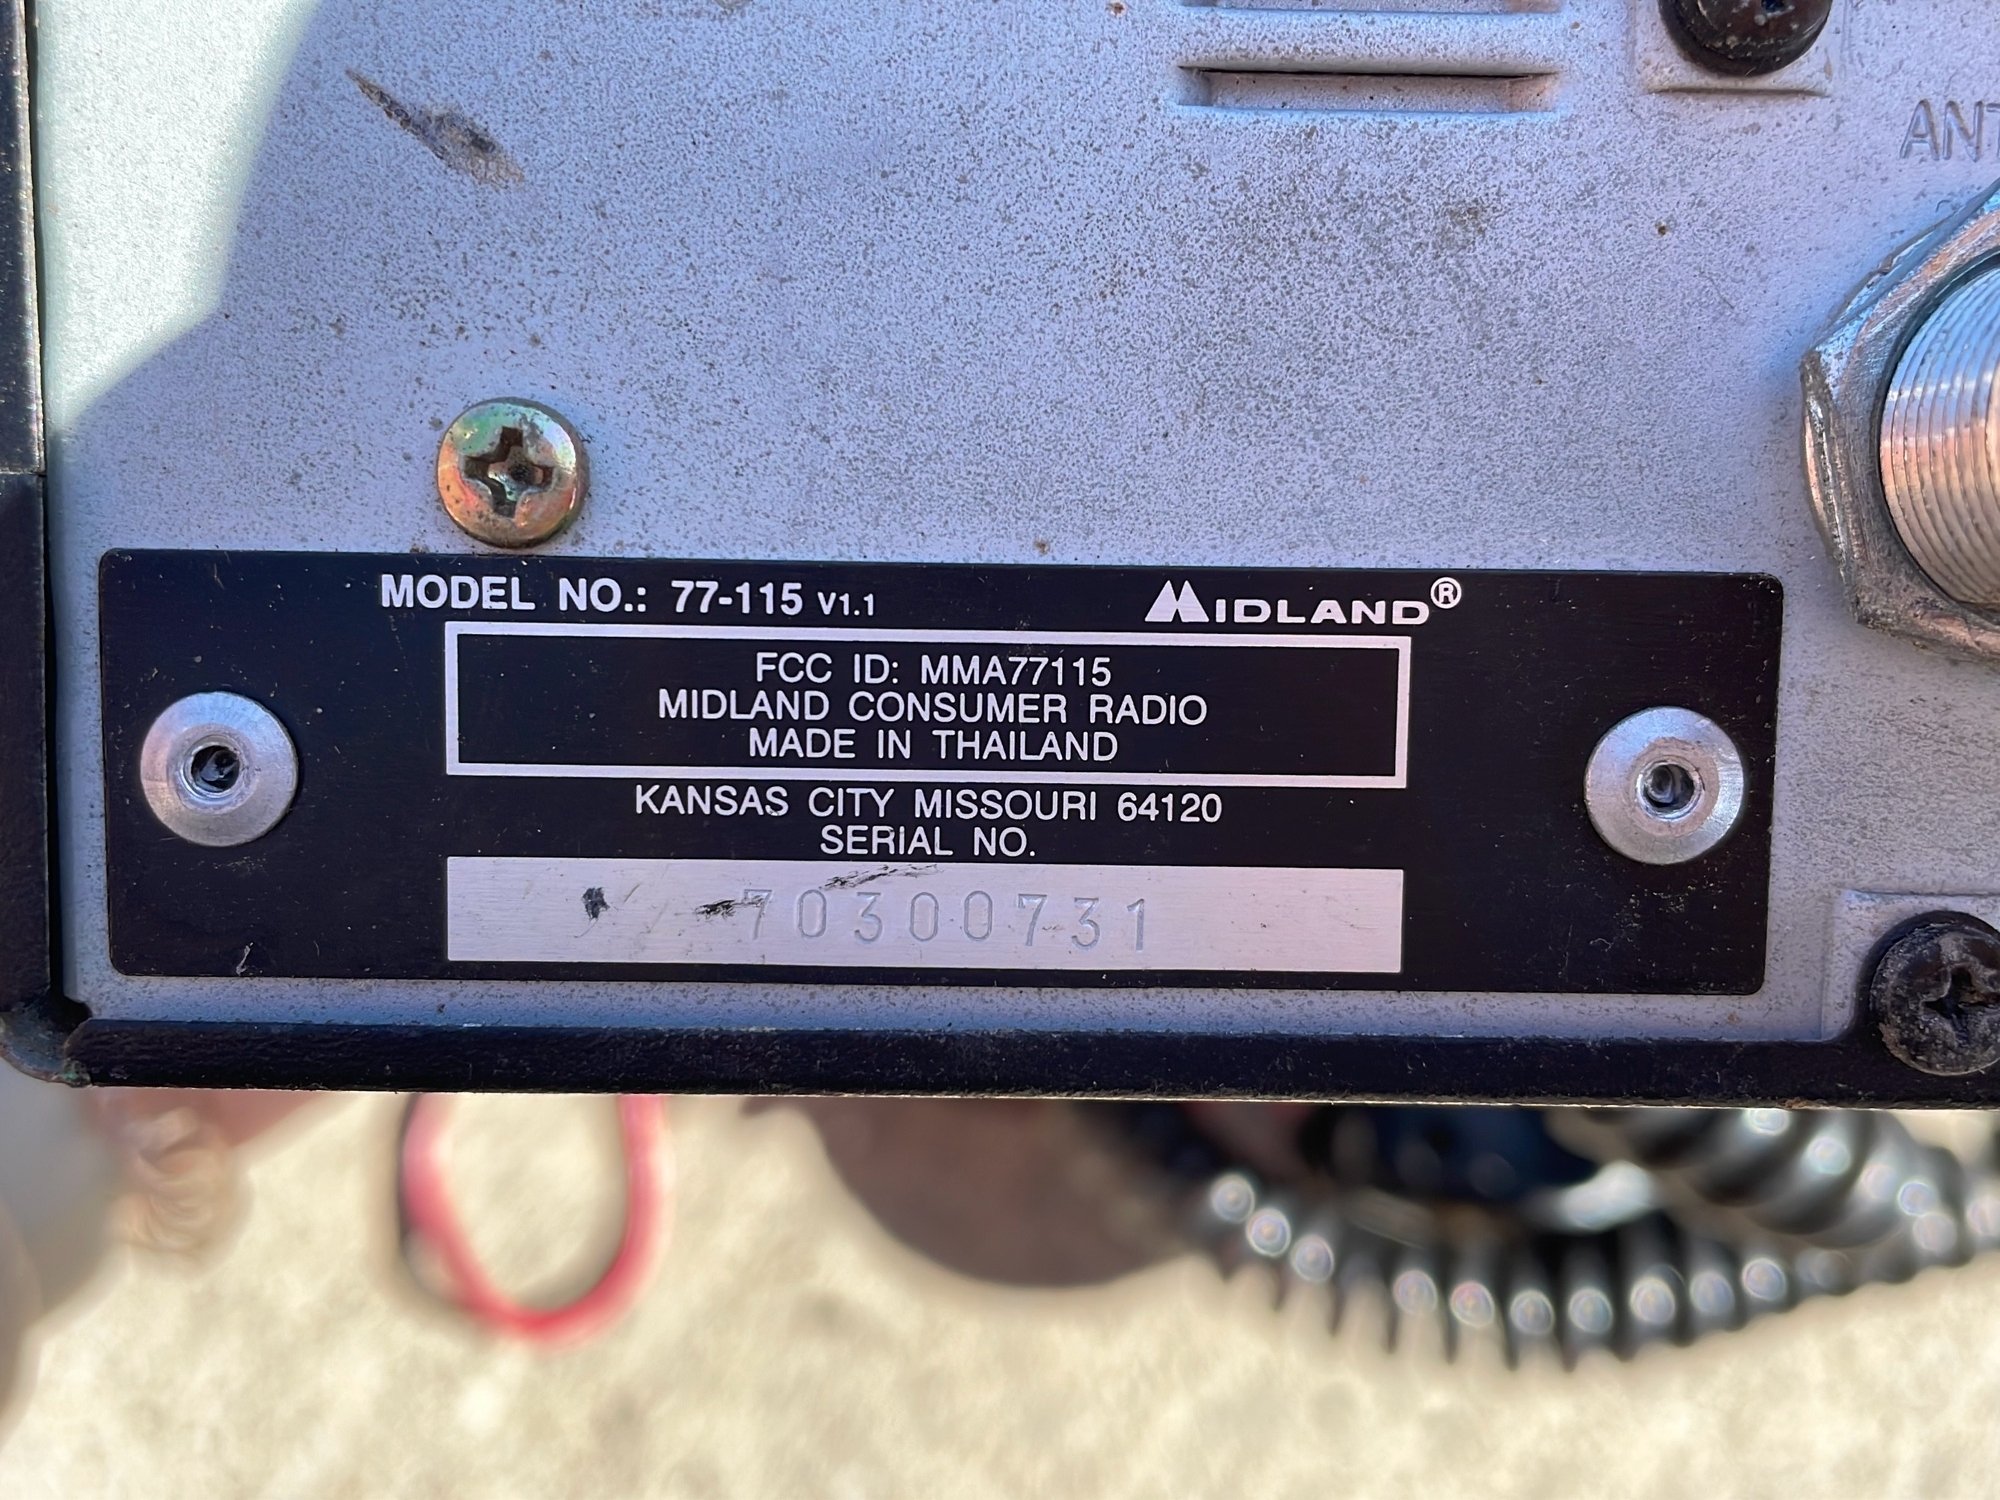 ANT
MODEL NO.: 77-115 V1.1 MIDLAND®
FCC ID: MMA77115
MIDLAND CONSUMER RADIO
MADE IN THAILAND
KANSAS CITY MISSOURI 64120
SERIAL NO.
70300731